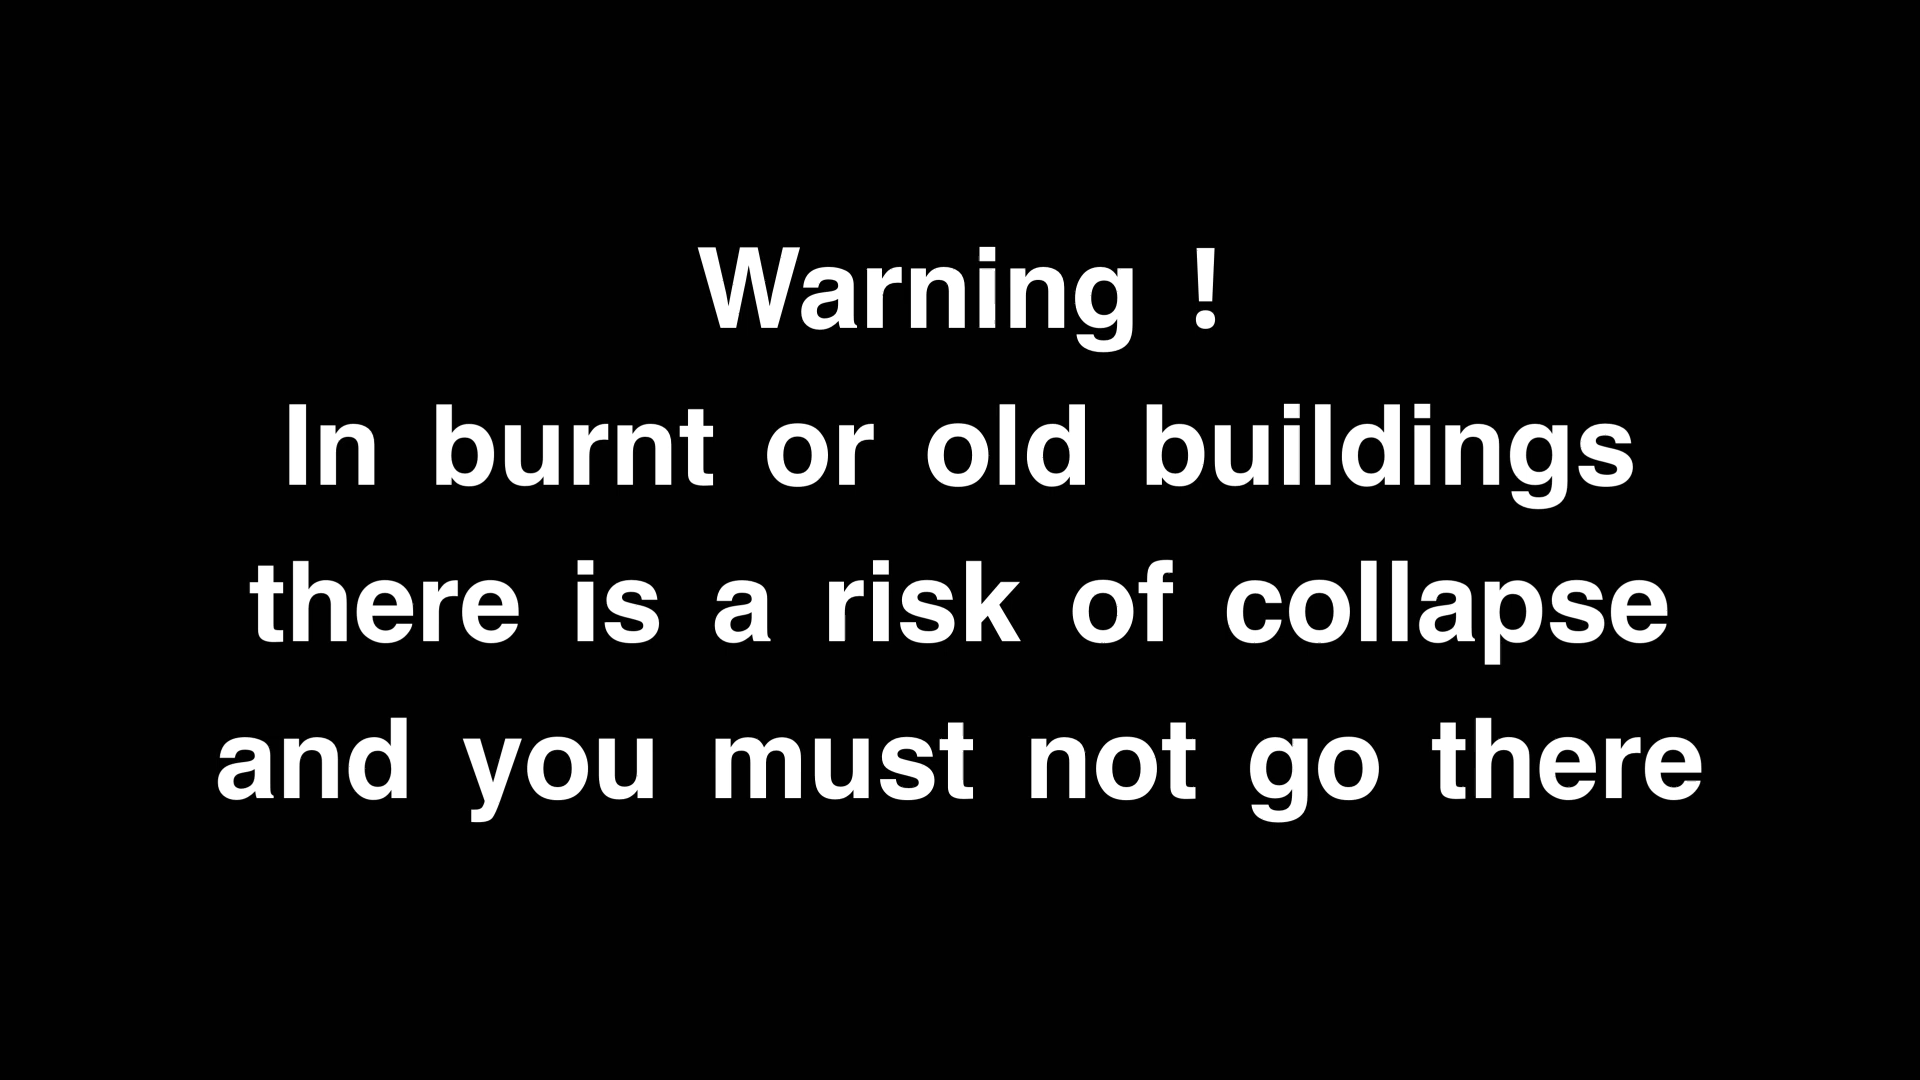 Warning !
In burnt or old buildings
there is a risk of collapse
and you must not go there